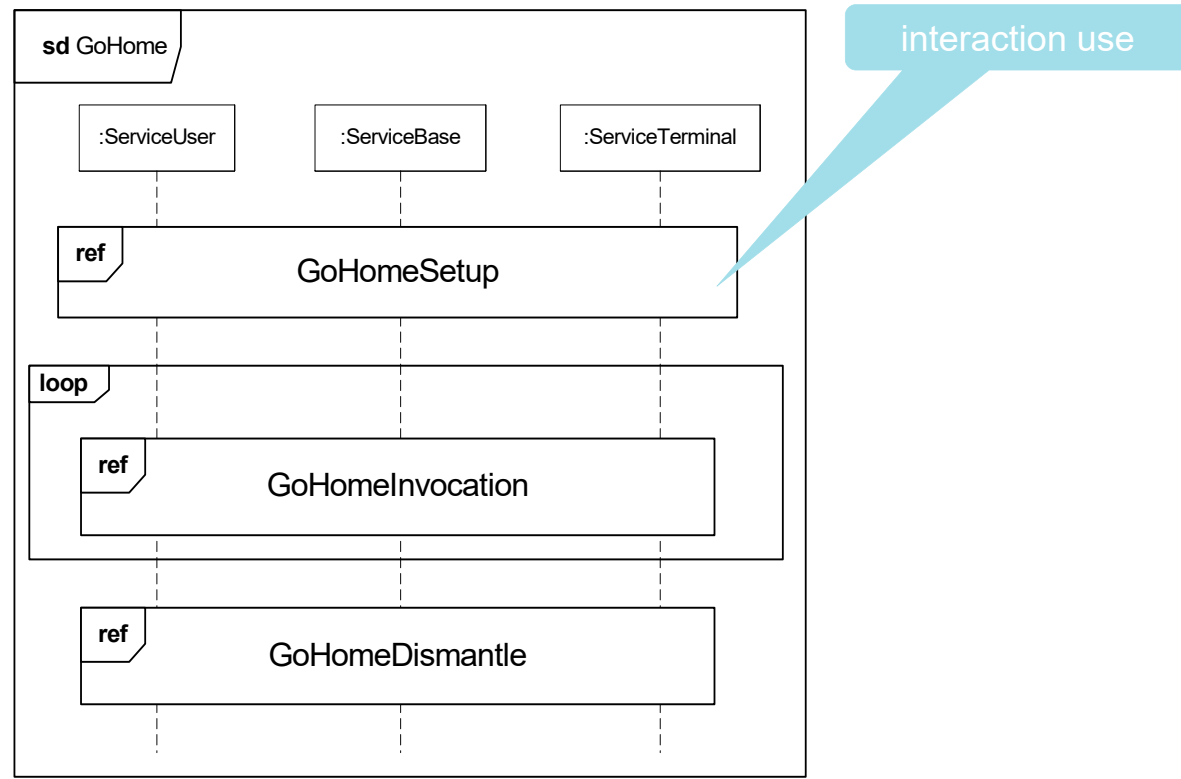 sd GoHome
interaction use
:ServiceUser
:ServiceBase
:ServiceTerminal
ref
GoHomeSetup
loop
ref
GoHomeInvocation
ref
GoHomeDismantle